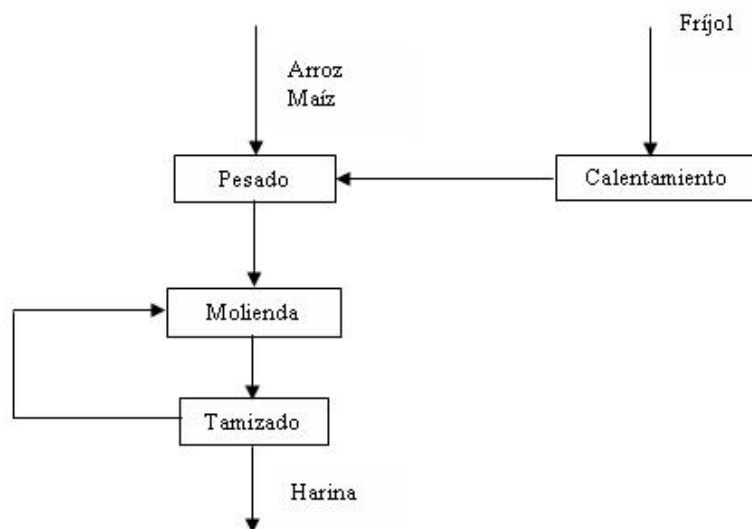 Fríjol
Arroz
Maíz
Pesado
Calentamiento
Molienda
Tamizado
Harina